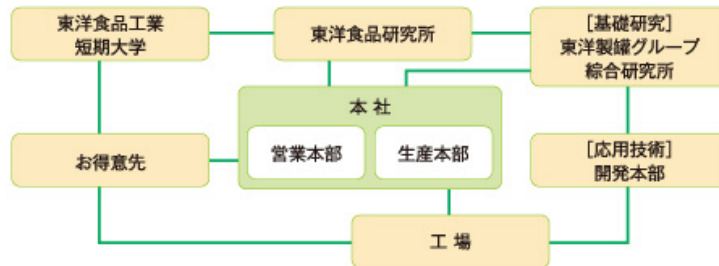 東洋食品工業
短期大学
東洋食品研究所
[基礎研究]
東洋製罐グループ
綜合研究所
本社
営業本部
生産本部
お得意先
[応用技術]
開発本部
工場